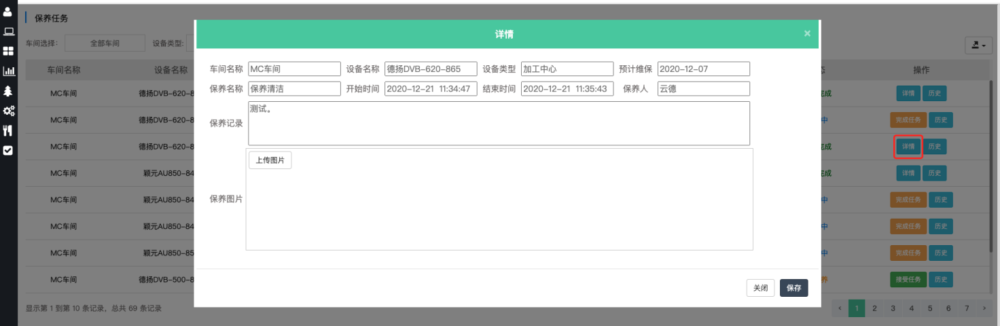 保养任务
车间选择: 全部车间 设备类型:
车间名称 设备名称 操作
MC车间 德扬DVB-620-8 完成 详情 历史
MC车间 德扬DVB-620-8 中 完成任务 历史
MC车间 德扬DVB-620-8 完成 详情 历史
MC车间 颖元AU850-84 完成 详情 历史
MC车间 颖元AU850-84 中 完成任务 历史
MC车间 颖元AU850-84 中 完成任务 历史
MC车间 颖元AU850-85 中 完成任务 历史
MC车间 德扬DVB-500-8 养 接受任务 历史
显示第 1 到第 10 条记录，总共 69 条记录
‹ 1 2 3 4 5 6 7 ›
详情 ×
车间名称 MC车间 设备名称 德扬DVB-620-865 设备类型 加工中心 预计维保 2020-12-07
保养名称 保养清洁 开始时间 2020-12-21 11:34:47 结束时间 2020-12-21 11:35:43 保养人 云德
保养记录 测试。
上传图片
保养图片
关闭 保存